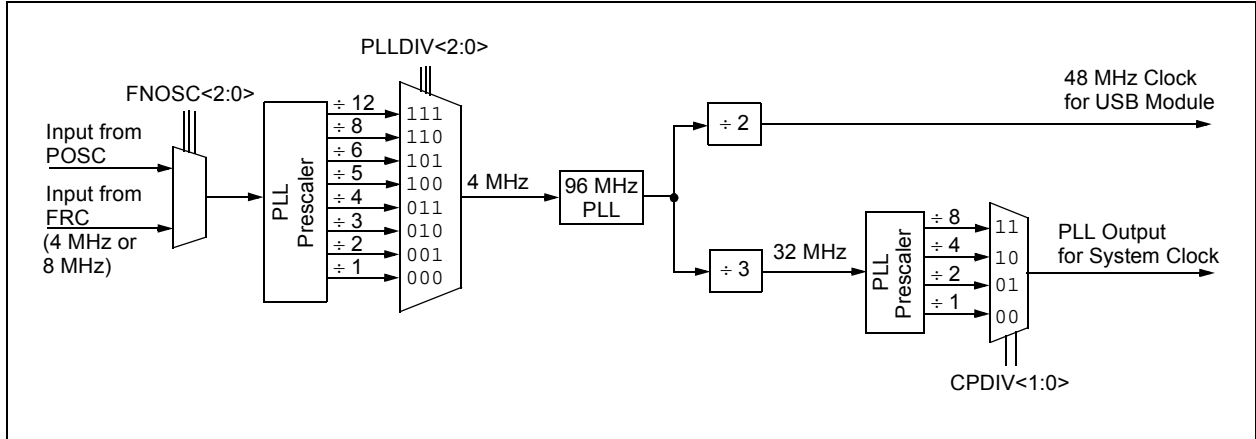 PLLDIV<2:0>
FNOSC<2:0>
Input from
POSC
Input from
FRC
(4 MHz or
8 MHz)
PLL
Prescaler
÷ 12
÷ 8
÷ 6
÷ 5
÷ 4
÷ 3
÷ 2
÷ 1
111
110
101
100
011
010
001
000
4 MHz
96 MHz
PLL
÷ 2
48 MHz Clock
for USB Module
÷ 3
32 MHz
PLL
Prescaler
÷ 8
÷ 4
÷ 2
÷ 1
11
10
01
00
PLL Output
for System Clock
CPDIV<1:0>